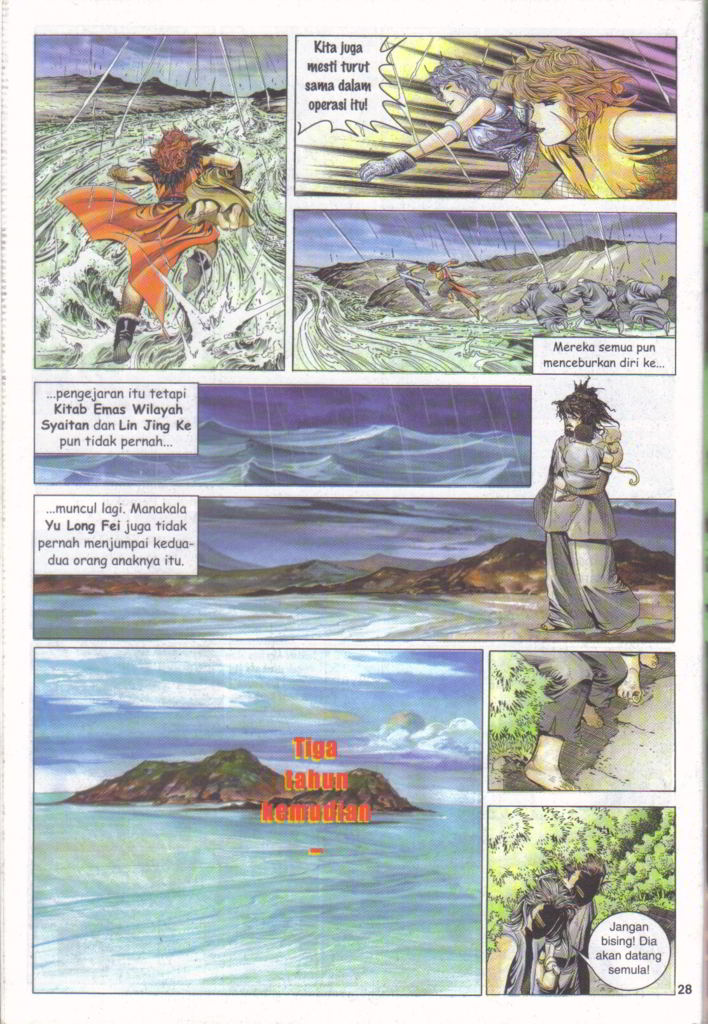 Kita juga
mesti turut
sama dalam
operasi itu!
Mereka semua pun
menceburkan diri ke...
...pengejaran itu tetapi
Kitab Emas Wilayah
Syaitan dan Lin Jing Ke
pun tidak pernah...
...muncul lagi. Manakala
Yu Long Fei juga tidak
pernah menjumpai kedua-
dua orang anaknya itu.
Tiga
tahun
kemudian
–
Jangan
bising! Dia
akan datang
semula!
28